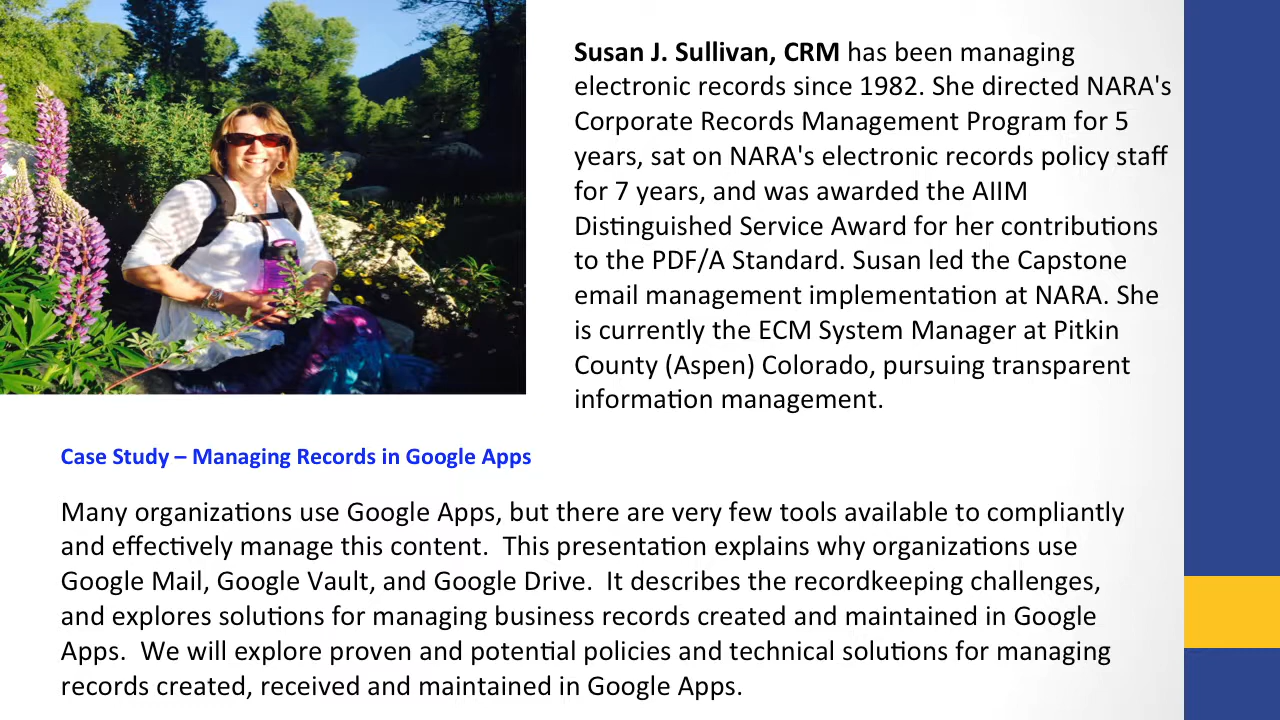 Susan J. Sullivan, CRM has been managing
electronic records since 1982. She directed NARA's
Corporate Records Management Program for 5
years, sat on NARA's electronic records policy staff
for 7 years, and was awarded the AIIM
Distinguished Service Award for her contributions
to the PDF/A Standard. Susan led the Capstone
email management implementation at NARA. She
is currently the ECM System Manager at Pitkin
County (Aspen) Colorado, pursuing transparent
information management.
Case Study – Managing Records in Google Apps
Many organizations use Google Apps, but there are very few tools available to compliantly
and effectively manage this content.  This presentation explains why organizations use
Google Mail, Google Vault, and Google Drive.  It describes the recordkeeping challenges,
and explores solutions for managing business records created and maintained in Google
Apps.  We will explore proven and potential policies and technical solutions for managing
records created, received and maintained in Google Apps.